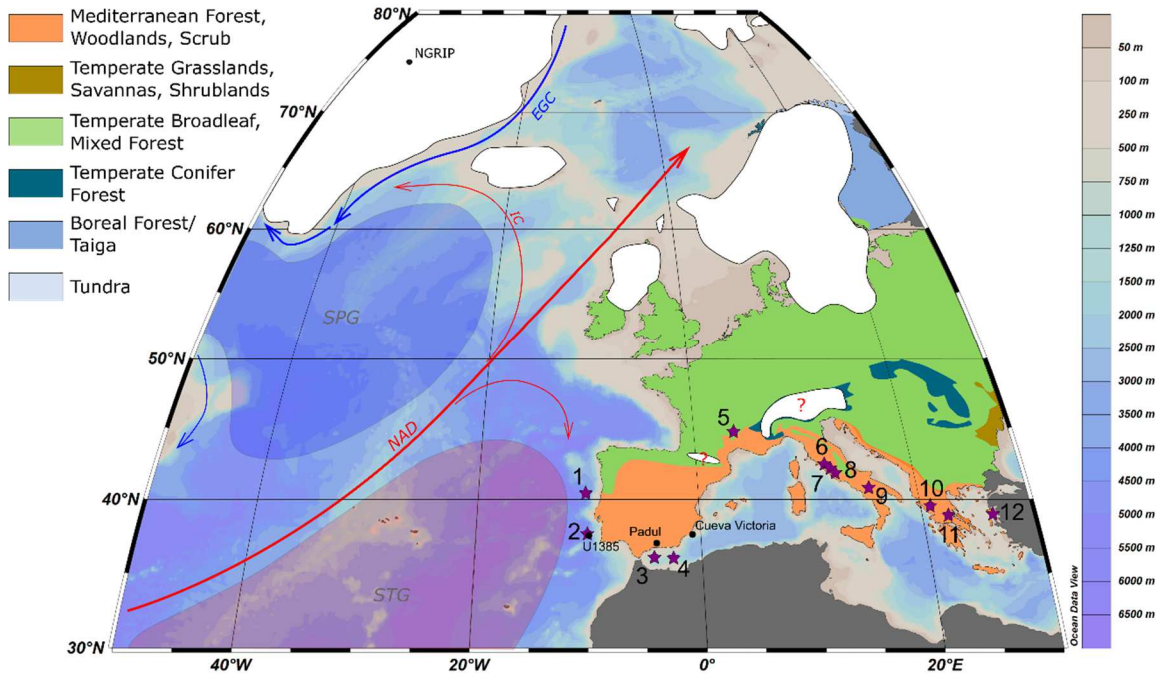 Mediterranean Forest,
Woodlands, Scrub
Temperate Grasslands,
Savannas, Shrublands
Temperate Broadleaf,
Mixed Forest
Temperate Conifer
Forest
Boreal Forest/
Taiga
Tundra
80°N
NGRIP
70°N
EGC
60°N
IC
SPG
50°N
NAD
?
?
5
6
7
8
9
10
11
12
1
40°N
2
U1385
Padul
Cueva Victoria
3
4
STG
30°N
40°W
20°W
0°
20°E
50 m
100 m
250 m
500 m
750 m
1000 m
1250 m
1500 m
2000 m
2500 m
3000 m
3500 m
4000 m
4500 m
5000 m
5500 m
6000 m
6500 m
Ocean Data View